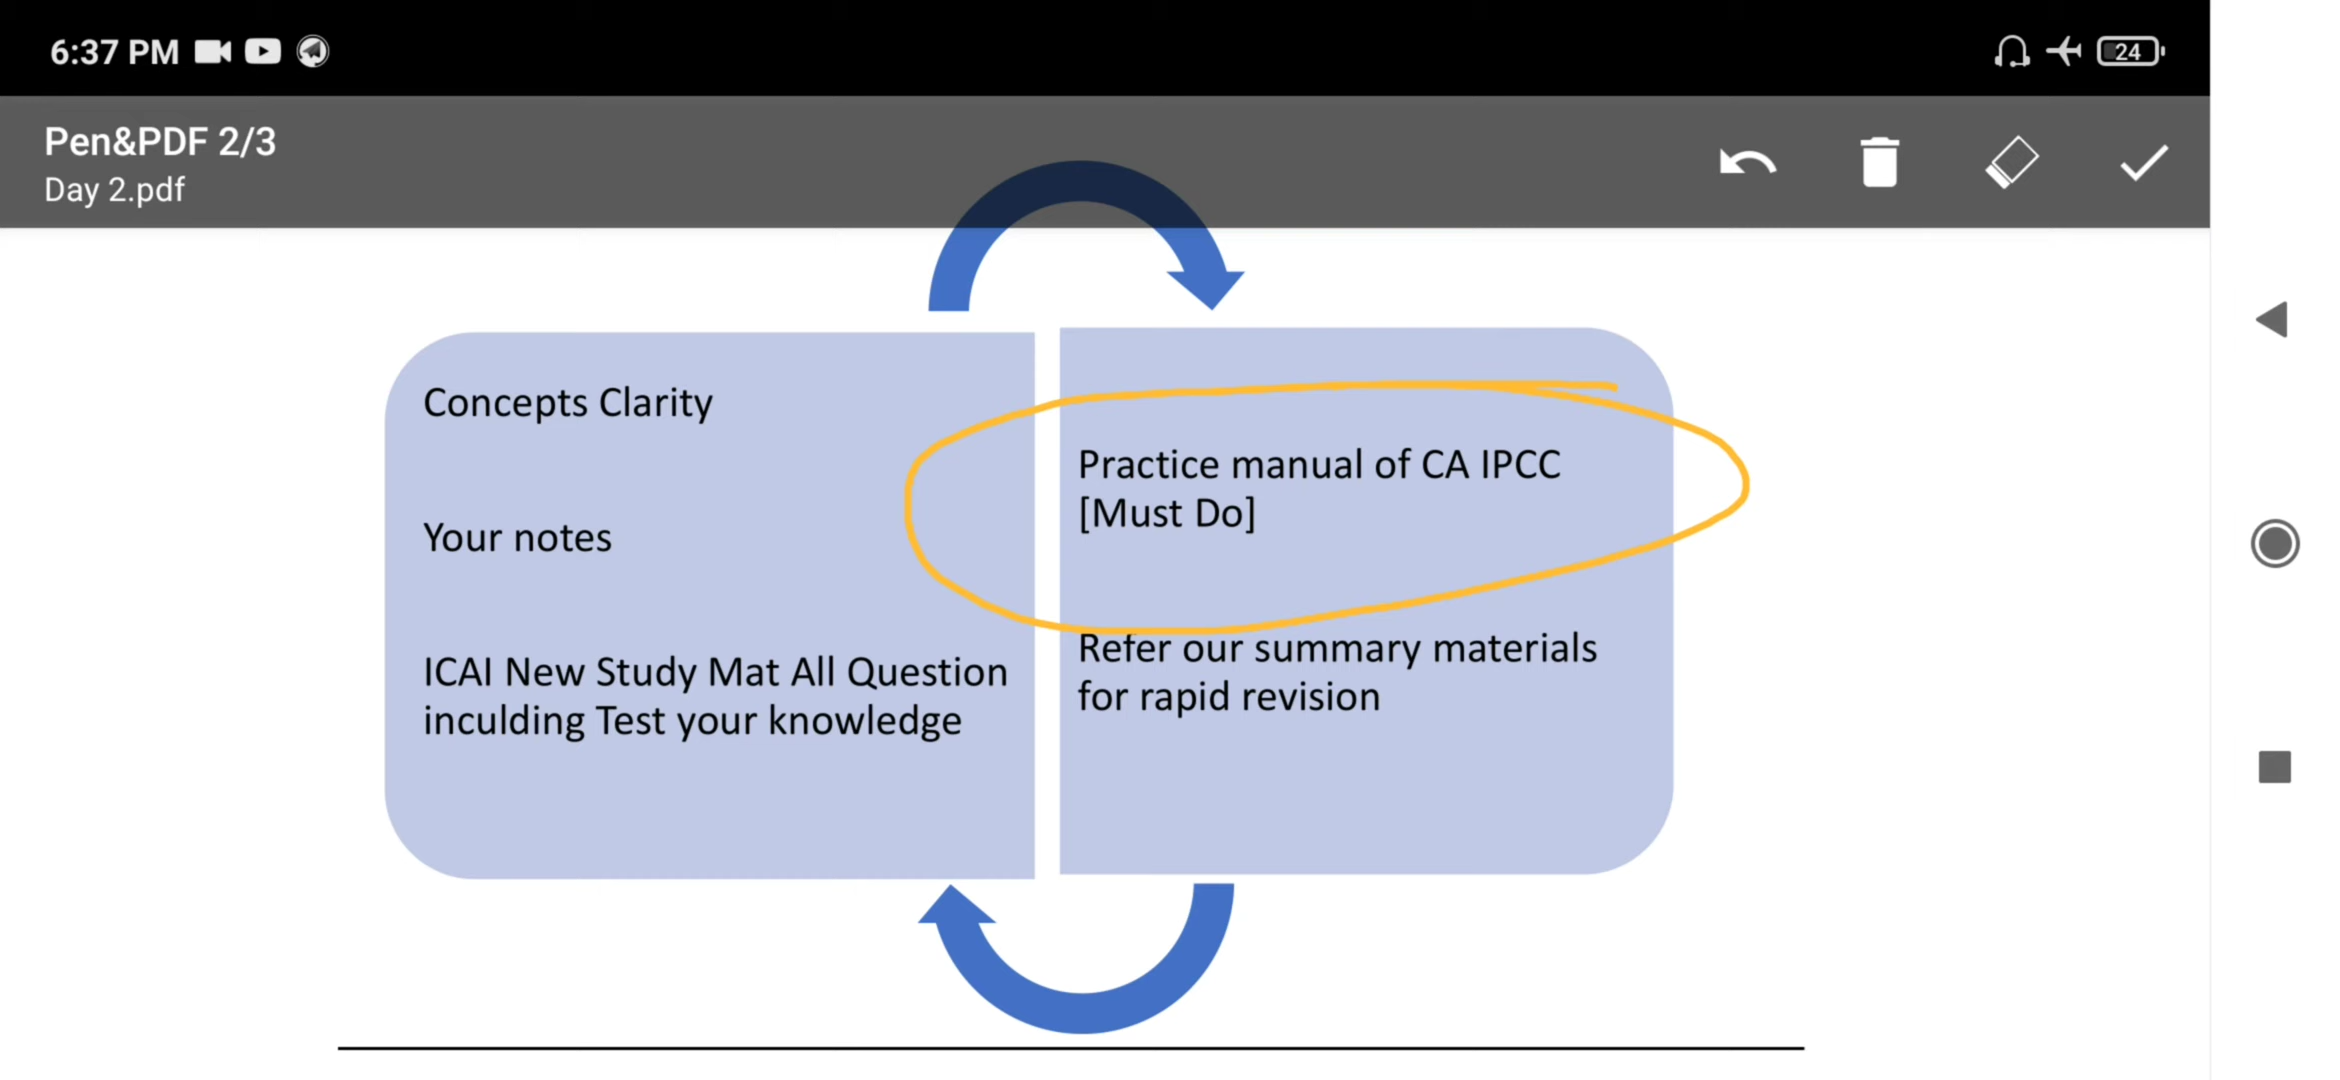 6:37 PM
24
Pen&PDF 2/3
Day 2.pdf
Concepts Clarity
Your notes
ICAI New Study Mat All Question
inculding Test your knowledge
Practice manual of CA IPCC
[Must Do]
Refer our summary materials
for rapid revision